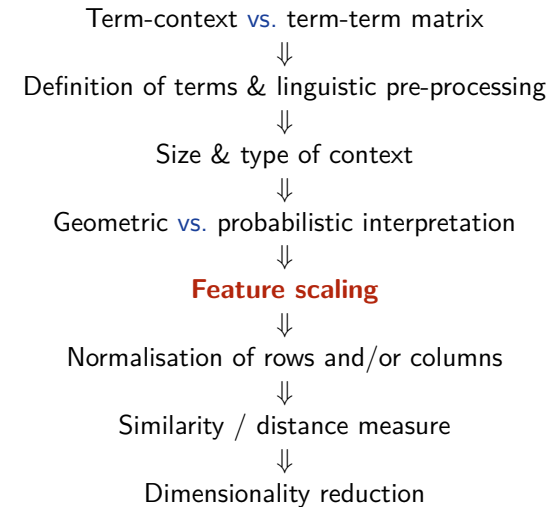 Term-context vs. term-term matrix
⇓
Definition of terms & linguistic pre-processing
⇓
Size & type of context
⇓
Geometric vs. probabilistic interpretation
⇓
Feature scaling
⇓
Normalisation of rows and/or columns
⇓
Similarity / distance measure
⇓
Dimensionality reduction